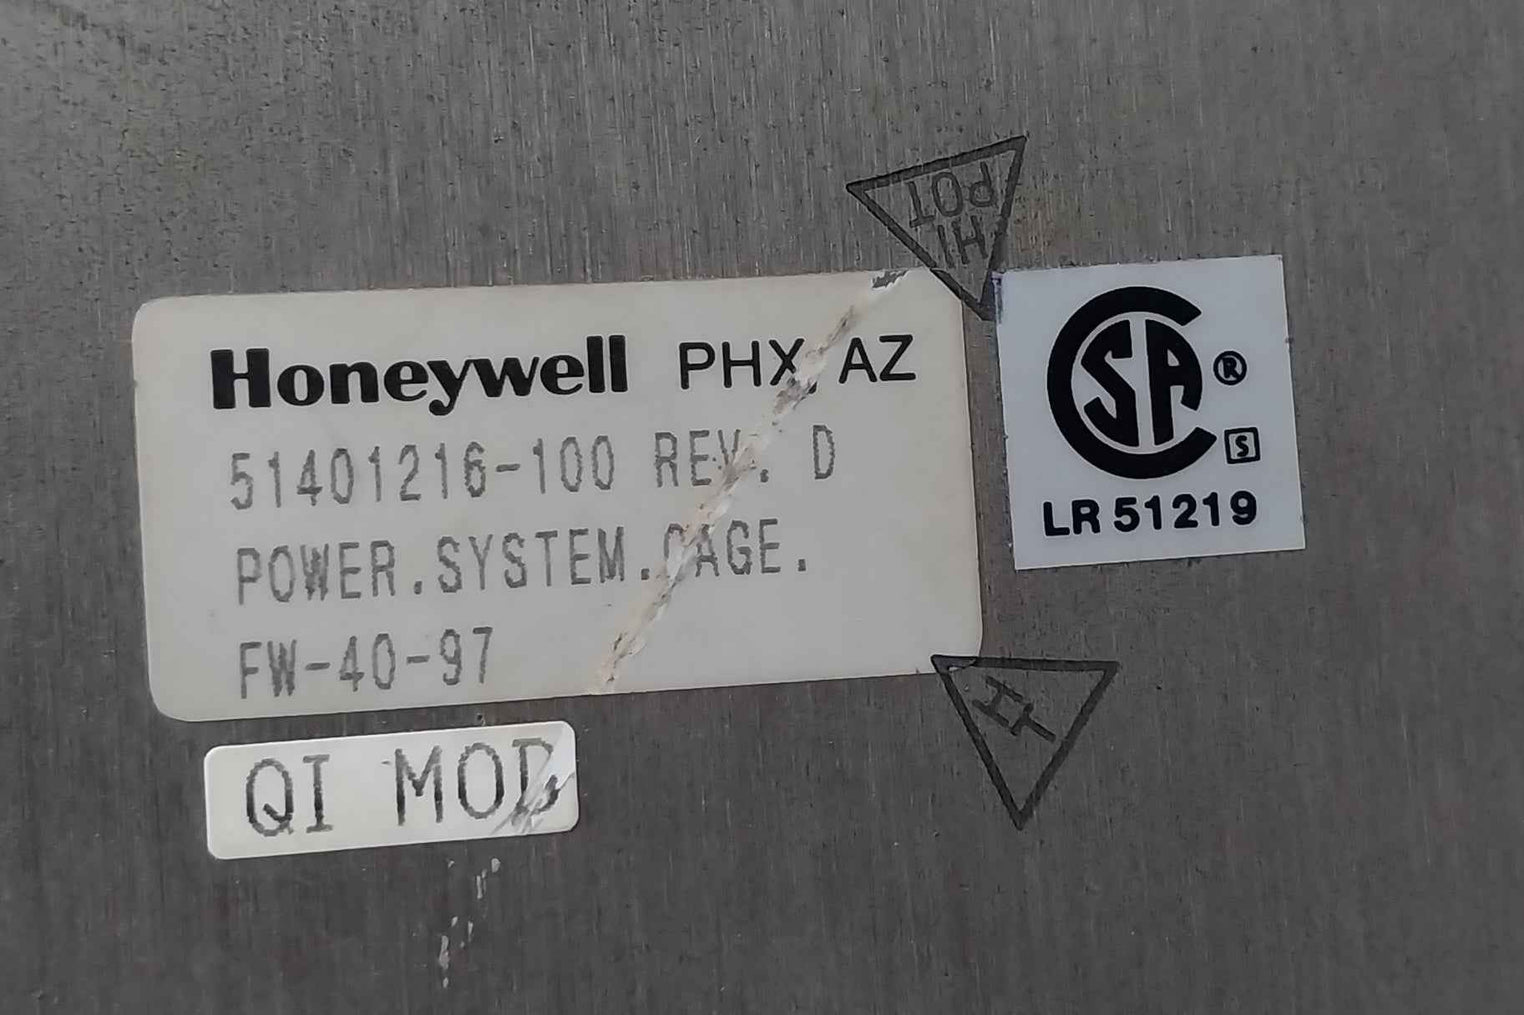 HI
POT
Honeywell PHX, AZ
51401216-100 REV. D
POWER.SYSTEM.CAGE.
FW-40-97
QI MOD
CSA ®
S
LR 51219